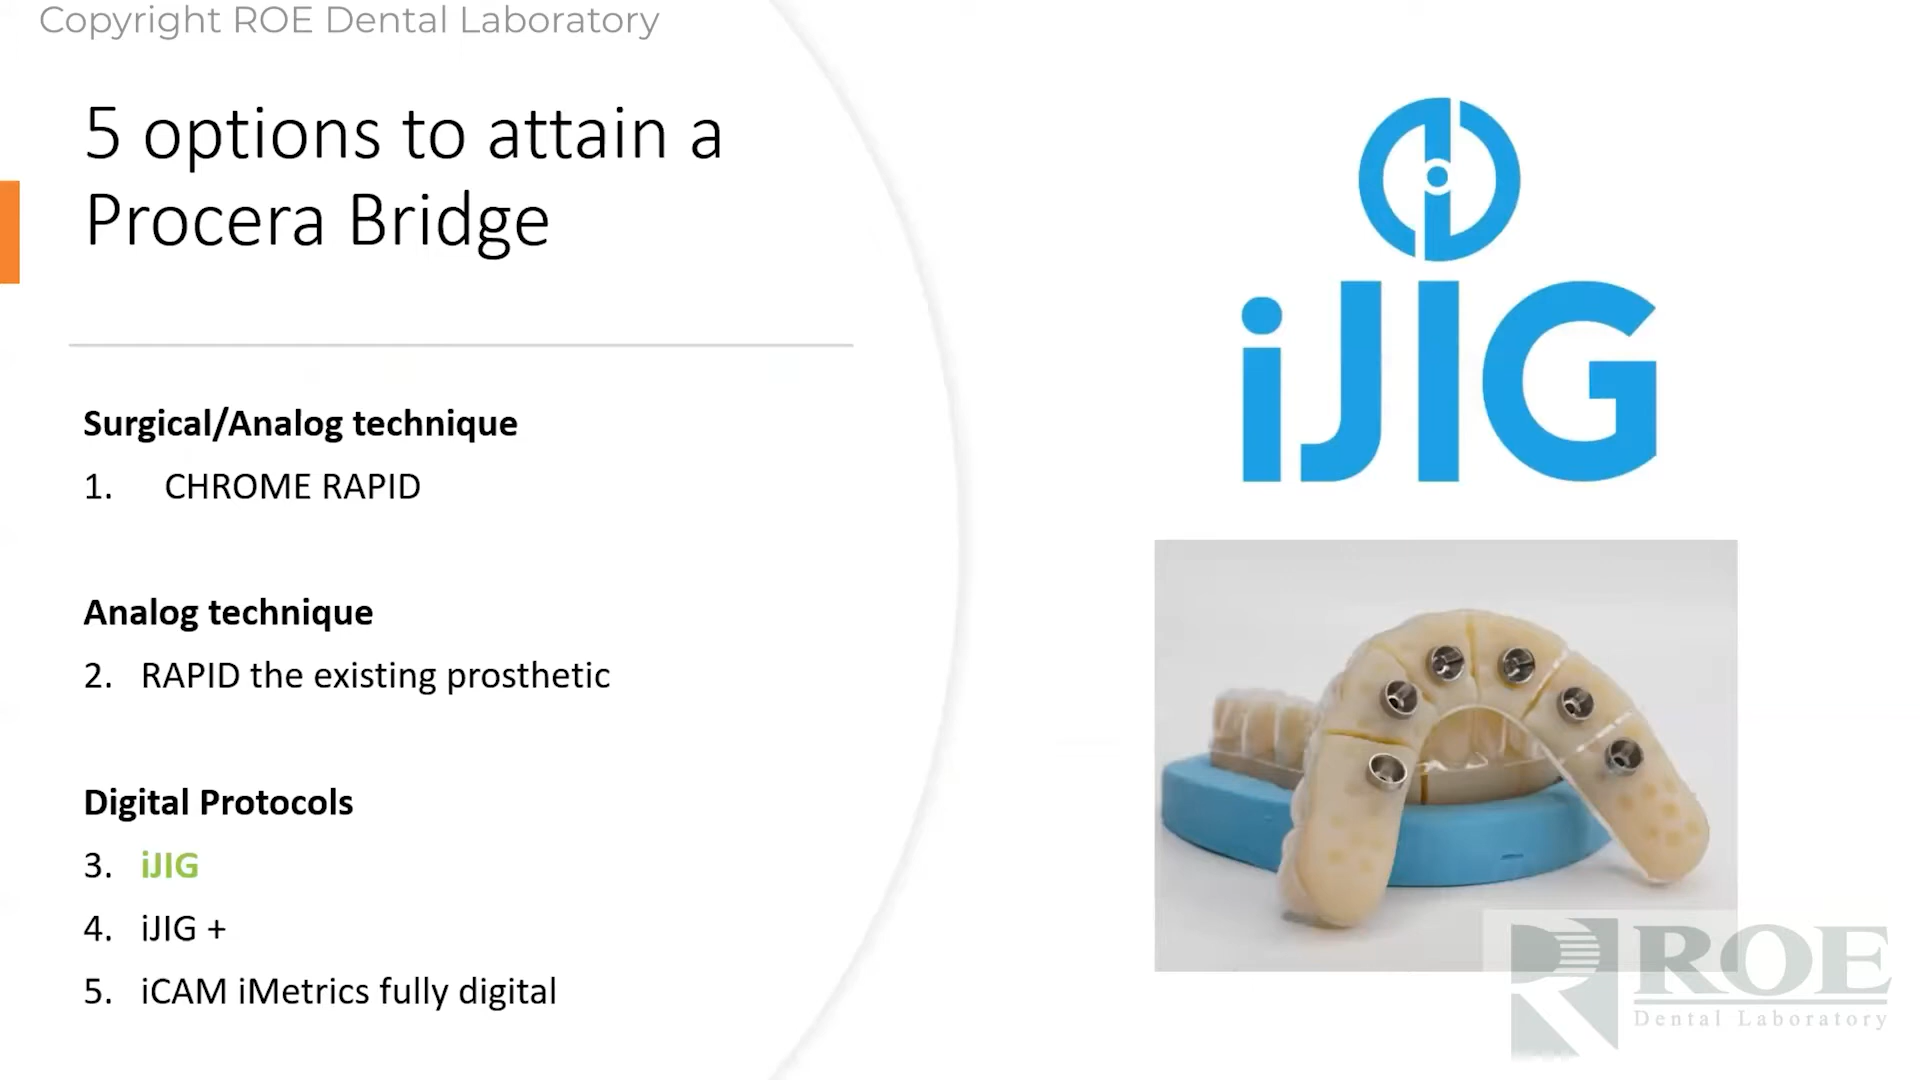 Copyright ROE Dental Laboratory
5 options to attain a
Procera Bridge
Surgical/Analog technique
1. CHROME RAPID
Analog technique
2. RAPID the existing prosthetic
Digital Protocols
3. iJIG
4. iJIG +
5. iCAM iMetrics fully digital
iJIG
ROE
Dental Laboratory